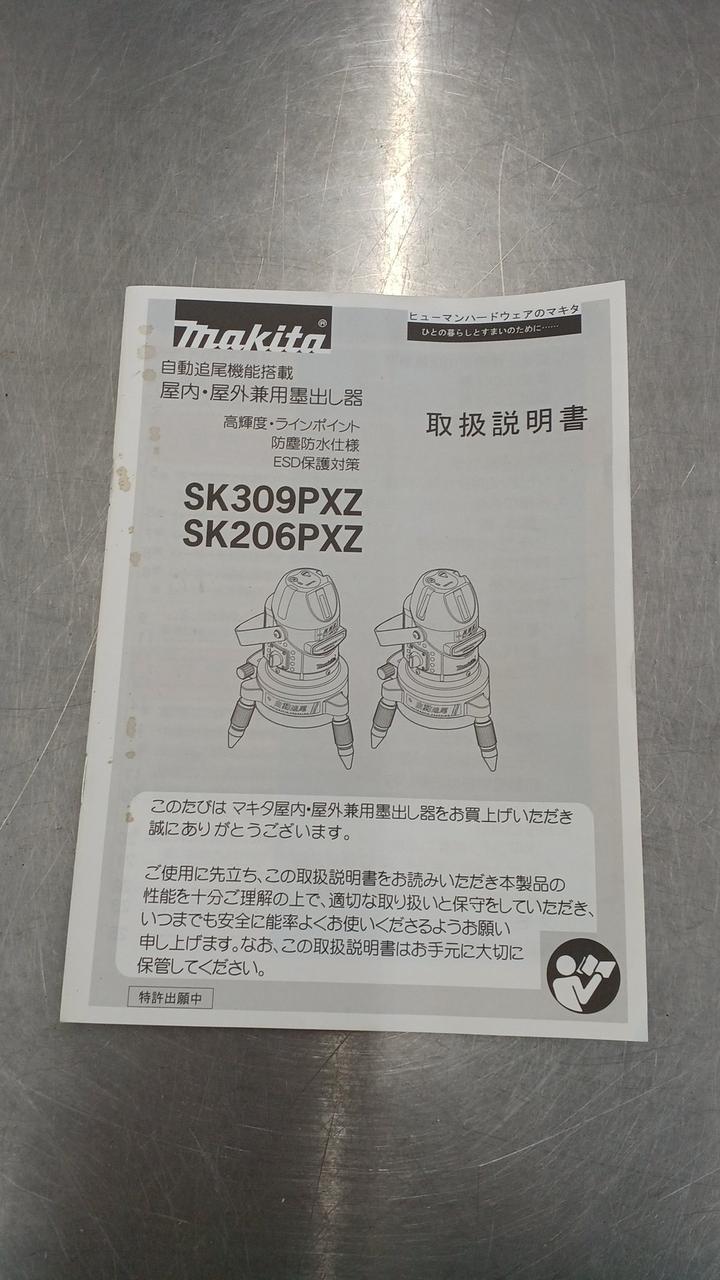 makita®
ヒューマンハードウェアのマキタ
ひとの暮らしとすまいのために……
自動追尾機能搭載
屋内・屋外兼用墨出し器
高輝度・ラインポイント
防塵防水仕様
ESD保護対策
取扱説明書
SK309PXZ
SK206PXZ
自動追尾
自動追尾
このたびは マキタ屋内・屋外兼用墨出し器をお買上げいただき
誠にありがとうございます。
ご使用に先立ち、この取扱説明書をお読みいただき本製品の
性能を十分ご理解の上で、適切な取り扱いと保守をしていただき、
いつまでも安全に能率よくお使いくださるようお願い
申し上げます。なお、この取扱説明書はお手元に大切に
保管してください。
特許出願中